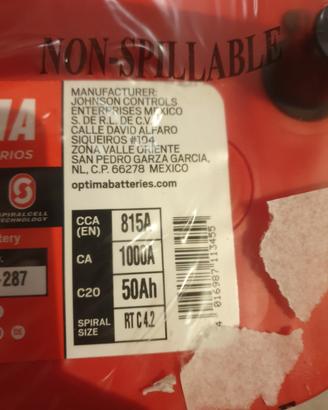 NON-SPILLABLE
MANUFACTURER:
JOHNSON CONTROLS
ENTERPRISES MEXICO
S. DE R.L. DE C.V.
CALLE DAVID ALFARO
SIQUEIROS #104
ZONA VALLE ORIENTE
SAN PEDRO GARZA GARCIA,
NL, C.P. 66278 MEXICO
optimabatteries.com
CCA (EN) 815A
CA 1000A
C20 50Ah
SPIRAL SIZE RT C 4.2
SPIRALCELL
TECHNOLOGY
-287